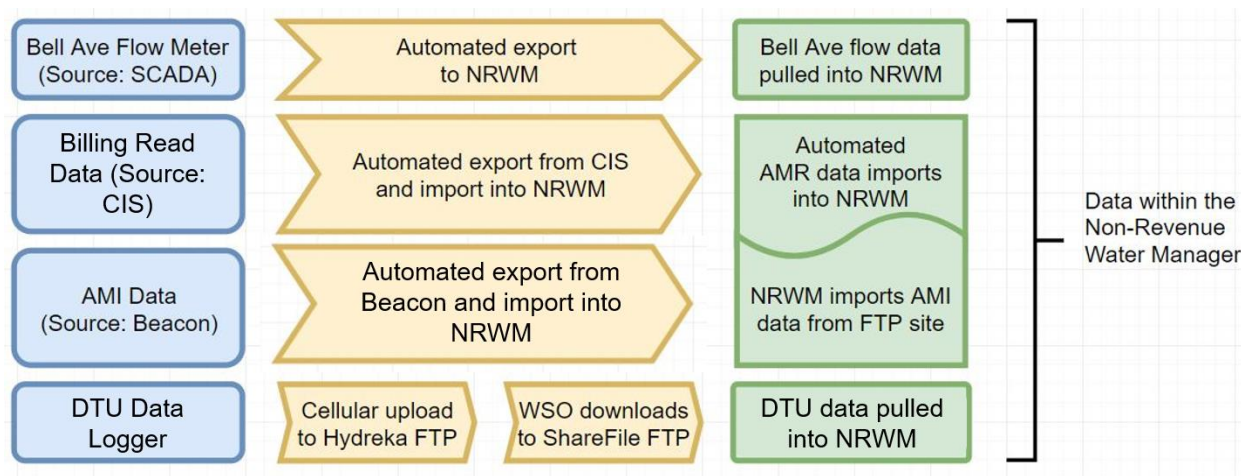 Bell Ave Flow Meter
(Source: SCADA)
Automated export
to NRWM
Bell Ave flow data
pulled into NRWM
Billing Read
Data (Source:
CIS)
Automated export from CIS
and import into NRWM
Automated
AMR data imports
into NRWM
AMI Data
(Source: Beacon)
Automated export from
Beacon and import into
NRWM
NRWM imports AMI
data from FTP site
DTU Data
Logger
Cellular upload
to Hydreka FTP
WSO downloads
to ShareFile FTP
DTU data pulled
into NRWM
Data within the
Non-Revenue
Water Manager